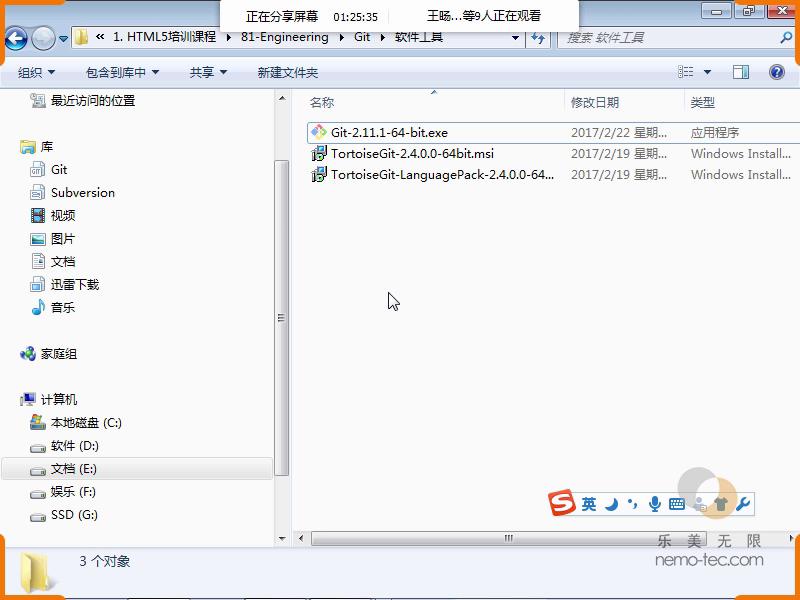 正在分享屏幕 01:25:35 王旸...等9人正在观看
« 1. HTML5培训课程 81-Engineering Git 软件工具
搜索 软件工具
组织 包含到库中 共享 新建文件夹
最近访问的位置
库
Git
Subversion
视频
图片
文档
迅雷下载
音乐
家庭组
计算机
本地磁盘 (C:)
软件 (D:)
文档 (E:)
娱乐 (F:)
SSD (G:)
名称 修改日期 类型
Git-2.11.1-64-bit.exe 2017/2/22 星期... 应用程序
TortoiseGit-2.4.0.0-64bit.msi 2017/2/19 星期... Windows Install...
TortoiseGit-LanguagePack-2.4.0.0-64... 2017/2/19 星期... Windows Install...
S 英
乐美无限
nemo-tec.com
3 个对象